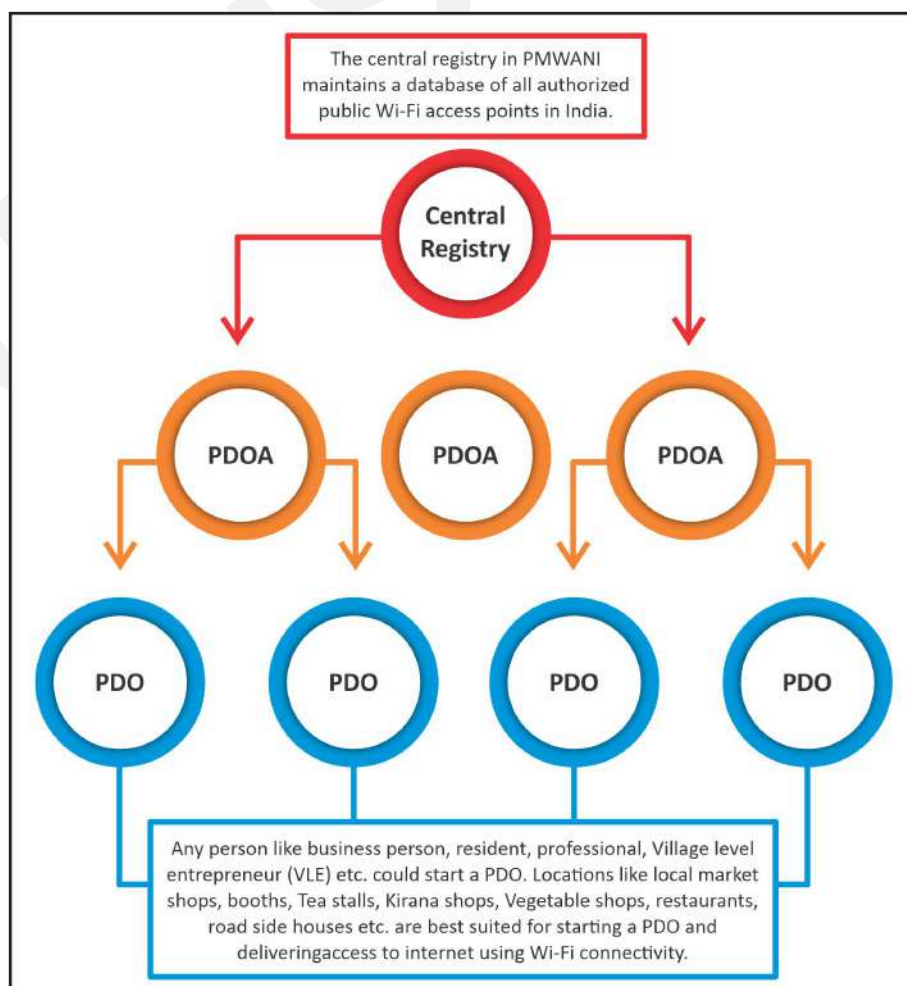 The central registry in PMWANI
maintains a database of all authorized
public Wi-Fi access points in India.
Central
Registry
PDOA
PDOA
PDOA
PDO
PDO
PDO
PDO
Any person like business person, resident, professional, Village level
entrepreneur (VLE) etc. could start a PDO. Locations like local market
shops, booths, Tea stalls, Kirana shops, Vegetable shops, restaurants,
road side houses etc. are best suited for starting a PDO and
deliveringaccess to internet using Wi-Fi connectivity.